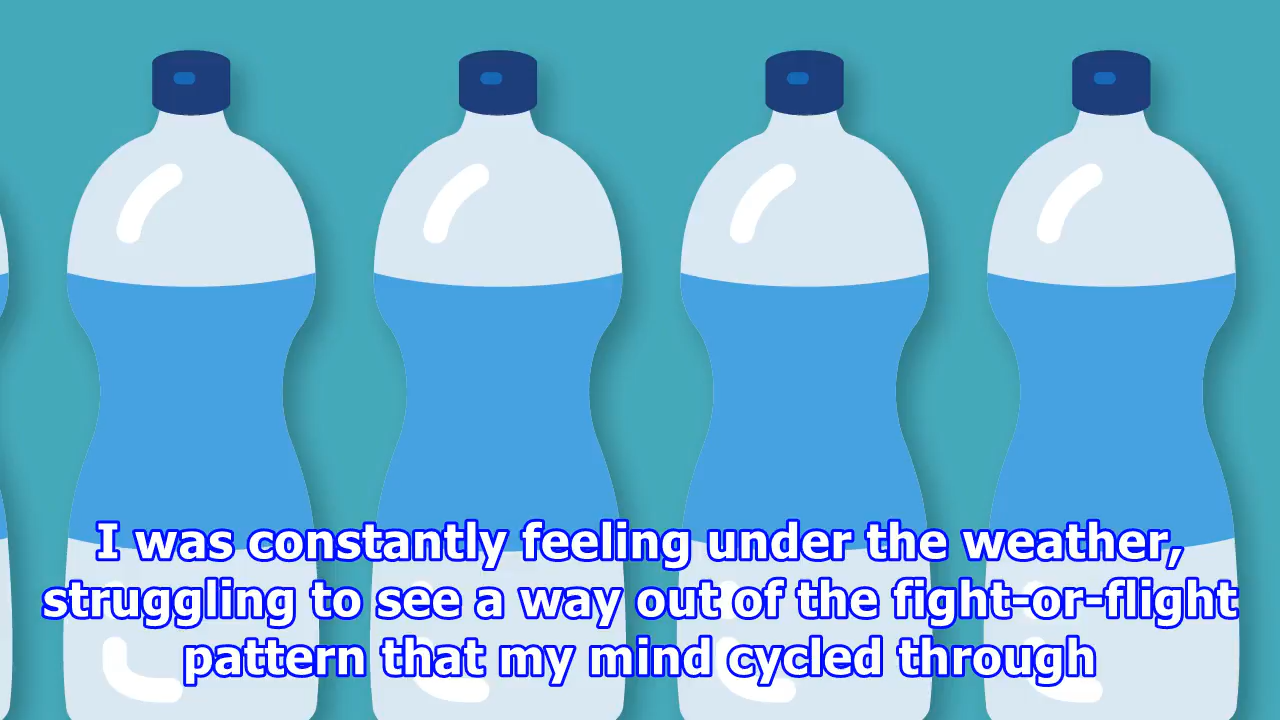 I was constantly feeling under the weather,
struggling to see a way out of the fight-or-flight
pattern that my mind cycled through